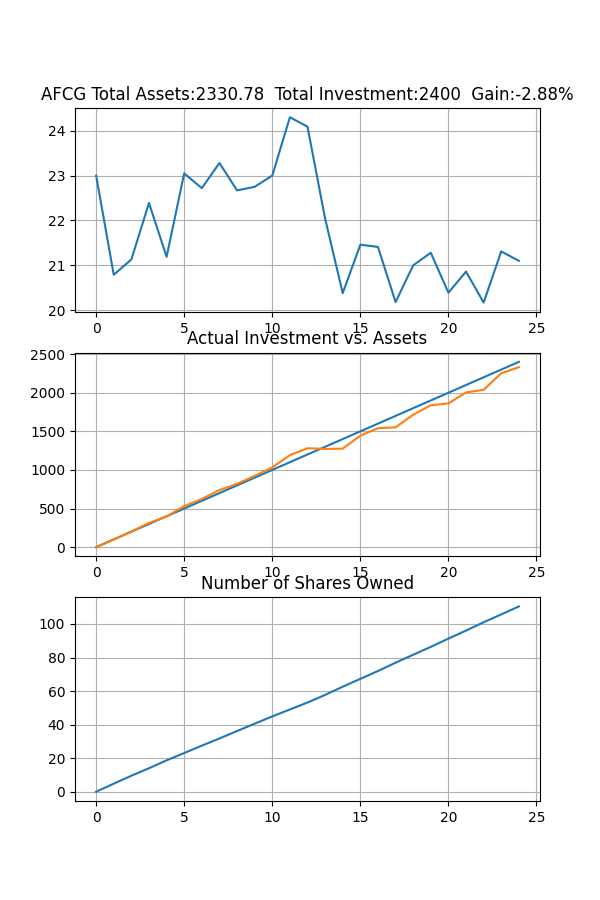 AFCG Total Assets:2330.78  Total Investment:2400  Gain:-2.88%
24
23
22
21
20
0 5 10 15 20 25
Actual Investment vs. Assets
2500
2000
1500
1000
500
0
0 5 10 15 20 25
Number of Shares Owned
100
80
60
40
20
0
0 5 10 15 20 25